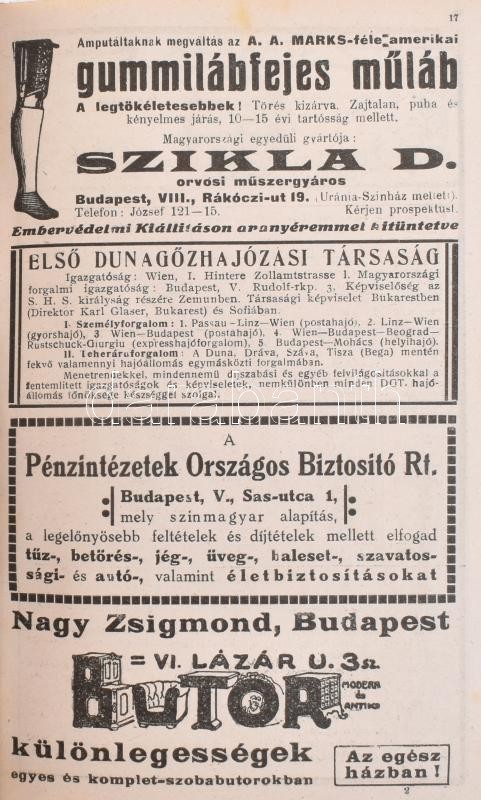 17
Amputáltaknak megváltás az A. A. MARKS-féle amerikai
gummilábfejes műláb
A legtökéletesebbek! Törés kizárva. Zajtalan, puha és
kényelmes járás, 10—15 évi tartósság mellett.
Magyarországi egyedüli gyártója:
SZIKLA D.
orvosi műszergyáros
Budapest, VIII., Rákóczi-ut 19. (Uránia-Szinház mellett).
Telefon: József 121—15. Kérjen prospektust.
Embervédelmi Kiállitáson aranyéremmel kitüntetve
ELSŐ DUNAGŐZHAJÓZÁSI TÁRSASÁG
Igazgatóság: Wien, I. Hintere Zollamtstrasse 1. Magyarországi
forgalmi igazgatóság: Budapest, V. Rudolf-rkp. 3. Képviselőség az
S. H. S. királyság részére Zemunben. Társasági képviselet Bukarestben
(Direktor Karl Glaser, Bukarest) és Sofiában.
I. Személyforgalom: 1. Passau—Linz—Wien (postahajó), 2. Linz—Wien
(gyorshajó), 3. Wien—Budapest (postahajó), 4. Wien—Budapest—Beograd—
Rustschuck-Giurgiu (expresshajóforgalom), 5. Budapest—Mohács (helyihajó).
II. Teheráruforgalom: A Duna, Dráva, Száva, Tisza (Bega) mentén
fekvő valamennyi hajóállomás egymásközti forgalmában.
Menetrendekkel, mindennemű díjszabási és egyéb felvilágosításokkal a
fentemlitett igazgatóságok és képviseletek, nemkülönben minden DGT. hajó-
állomás főnöksége készséggel szolgál.
A
Pénzintézetek Országos Biztositó Rt.
Budapest, V., Sas-utca 1,
mely szinmagyar alapítás,
a legelőnyösebb feltételek és díjtételek mellett elfogad
tűz-, betörés-, jég-, üveg-, baleset-, szavatos-
sági- és autó-, valamint életbiztosításokat
Nagy Zsigmond, Budapest
= VI. LÁZÁR U. 3 sz.
BUTOR
MODERN
és
ANTIK
különlegességek
egyes és komplet-szobabutorokban
Az egész
házban!
2
darabanth